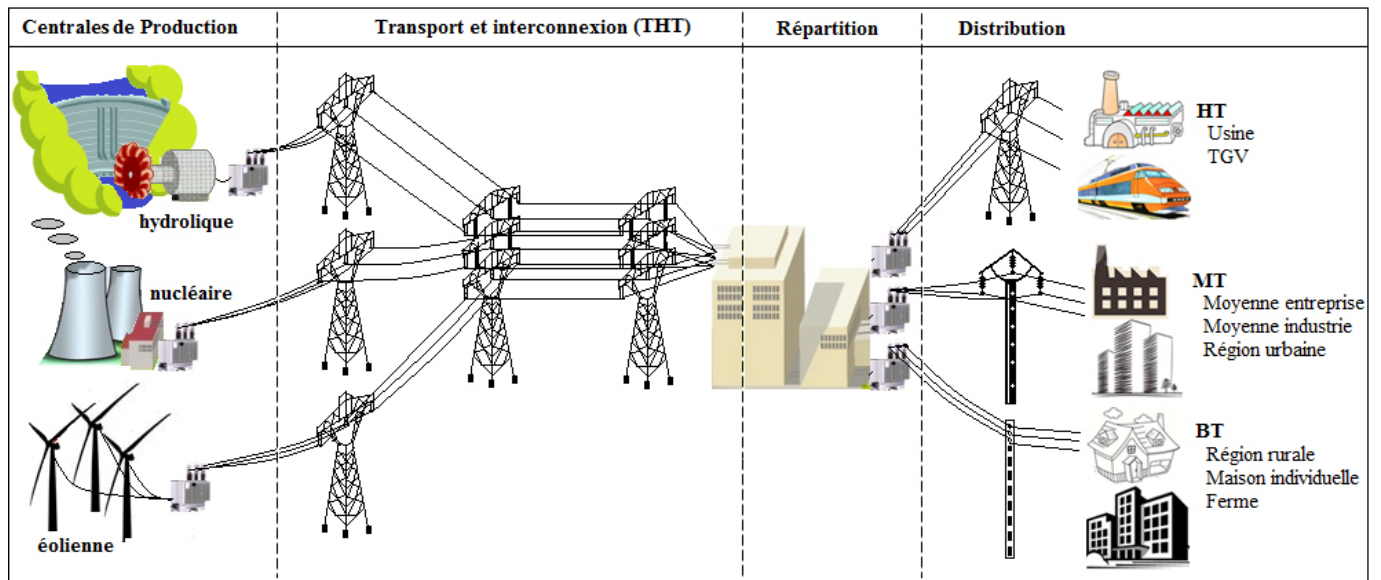 Centrales de Production
Transport et interconnexion (THT)
Répartition
Distribution
hydrolique
nucléaire
éolienne
HT
Usine
TGV
MT
Moyenne entreprise
Moyenne industrie
Région urbaine
BT
Région rurale
Maison individuelle
Ferme